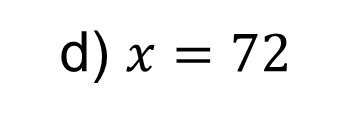 d) x = 72